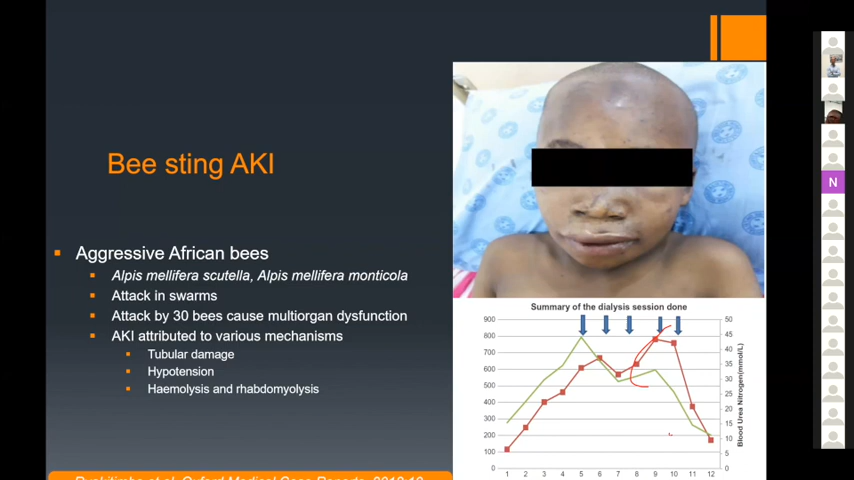 Bee sting AKI
Aggressive African bees
Alpis mellifera scutella, Alpis mellifera monticola
Attack in swarms
Attack by 30 bees cause multiorgan dysfunction
AKI attributed to various mechanisms
Tubular damage
Hypotension
Haemolysis and rhabdomyolysis
Summary of the dialysis session done
900
800
700
600
500
400
300
200
100
0
50
45
40
35
30
25
20
15
10
5
0
Blood Urea Nitrogen(mmol/L)
1 2 3 4 5 6 7 8 9 10 11 12
N